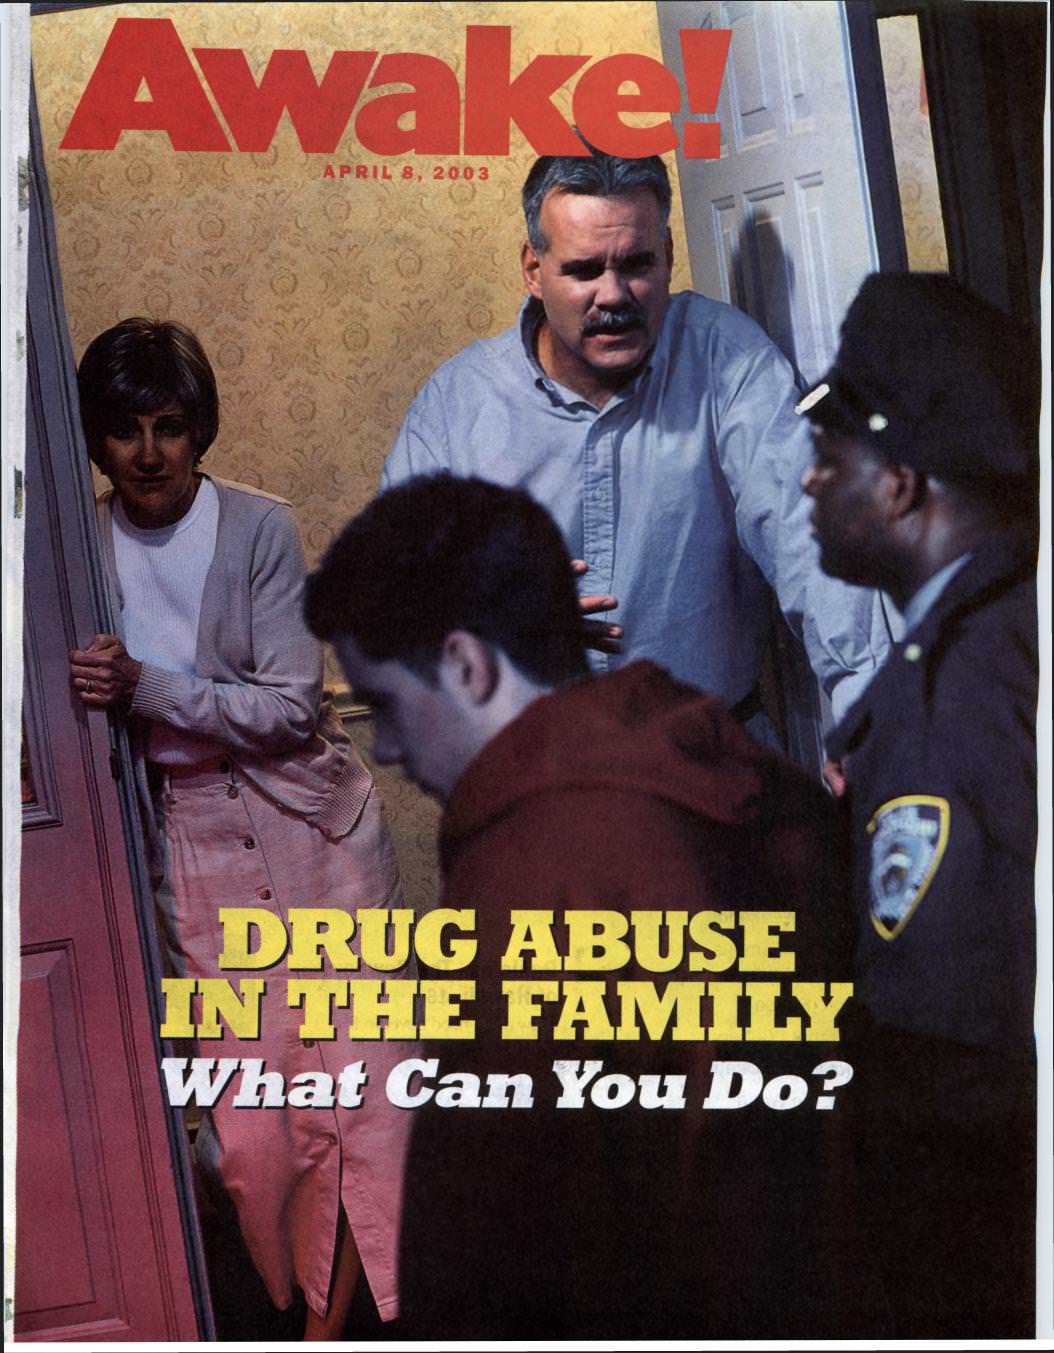 Awake!
APRIL 8, 2003
DRUG ABUSE
IN THE FAMILY
What Can You Do?